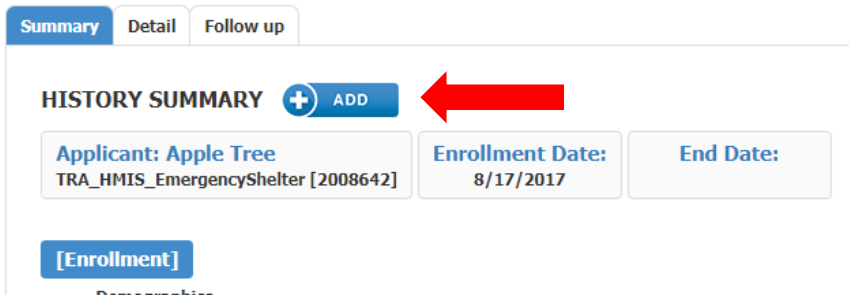 Summary Detail Follow up
HISTORY SUMMARY ADD
Applicant: Apple Tree Enrollment Date: End Date:
TRA_HMIS_EmergencyShelter [2008642] 8/17/2017
[Enrollment]
Demographics